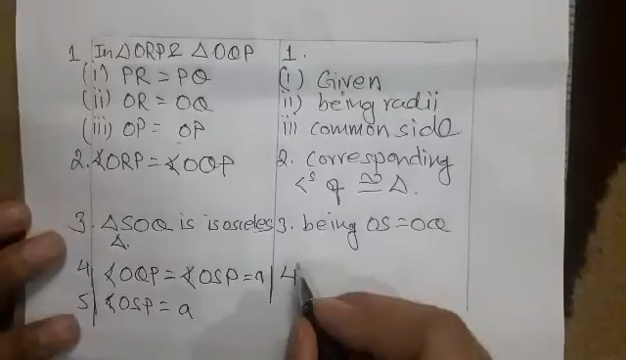 1. In △ORP & △OQP 1.
(i) PR = PQ (i) Given
(ii) OR = OQ ii) being radii
(iii) OP = OP iii common side
2. ∢ORP = ∢OQP 2. corresponding
<s of ≅ △.
3. △SOQ is isosceles 3. being OS = OQ
△.
4 ∢OQP = ∢OSP = a 4
5 ∢OSP = a